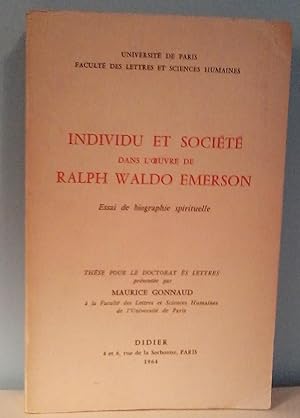 UNIVERSITÉ DE PARIS
FACULTÉ DES LETTRES ET SCIENCES HUMAINES
INDIVIDU ET SOCIÉTÉ
DANS L'ŒUVRE DE
RALPH WALDO EMERSON
Essai de biographie spirituelle
THÈSE POUR LE DOCTORAT ÈS LETTRES
présentée par
MAURICE GONNAUD
à la Faculté des Lettres et Sciences Humaines
de l'Université de Paris
DIDIER
4 et 6, rue de la Sorbonne, PARIS
1964